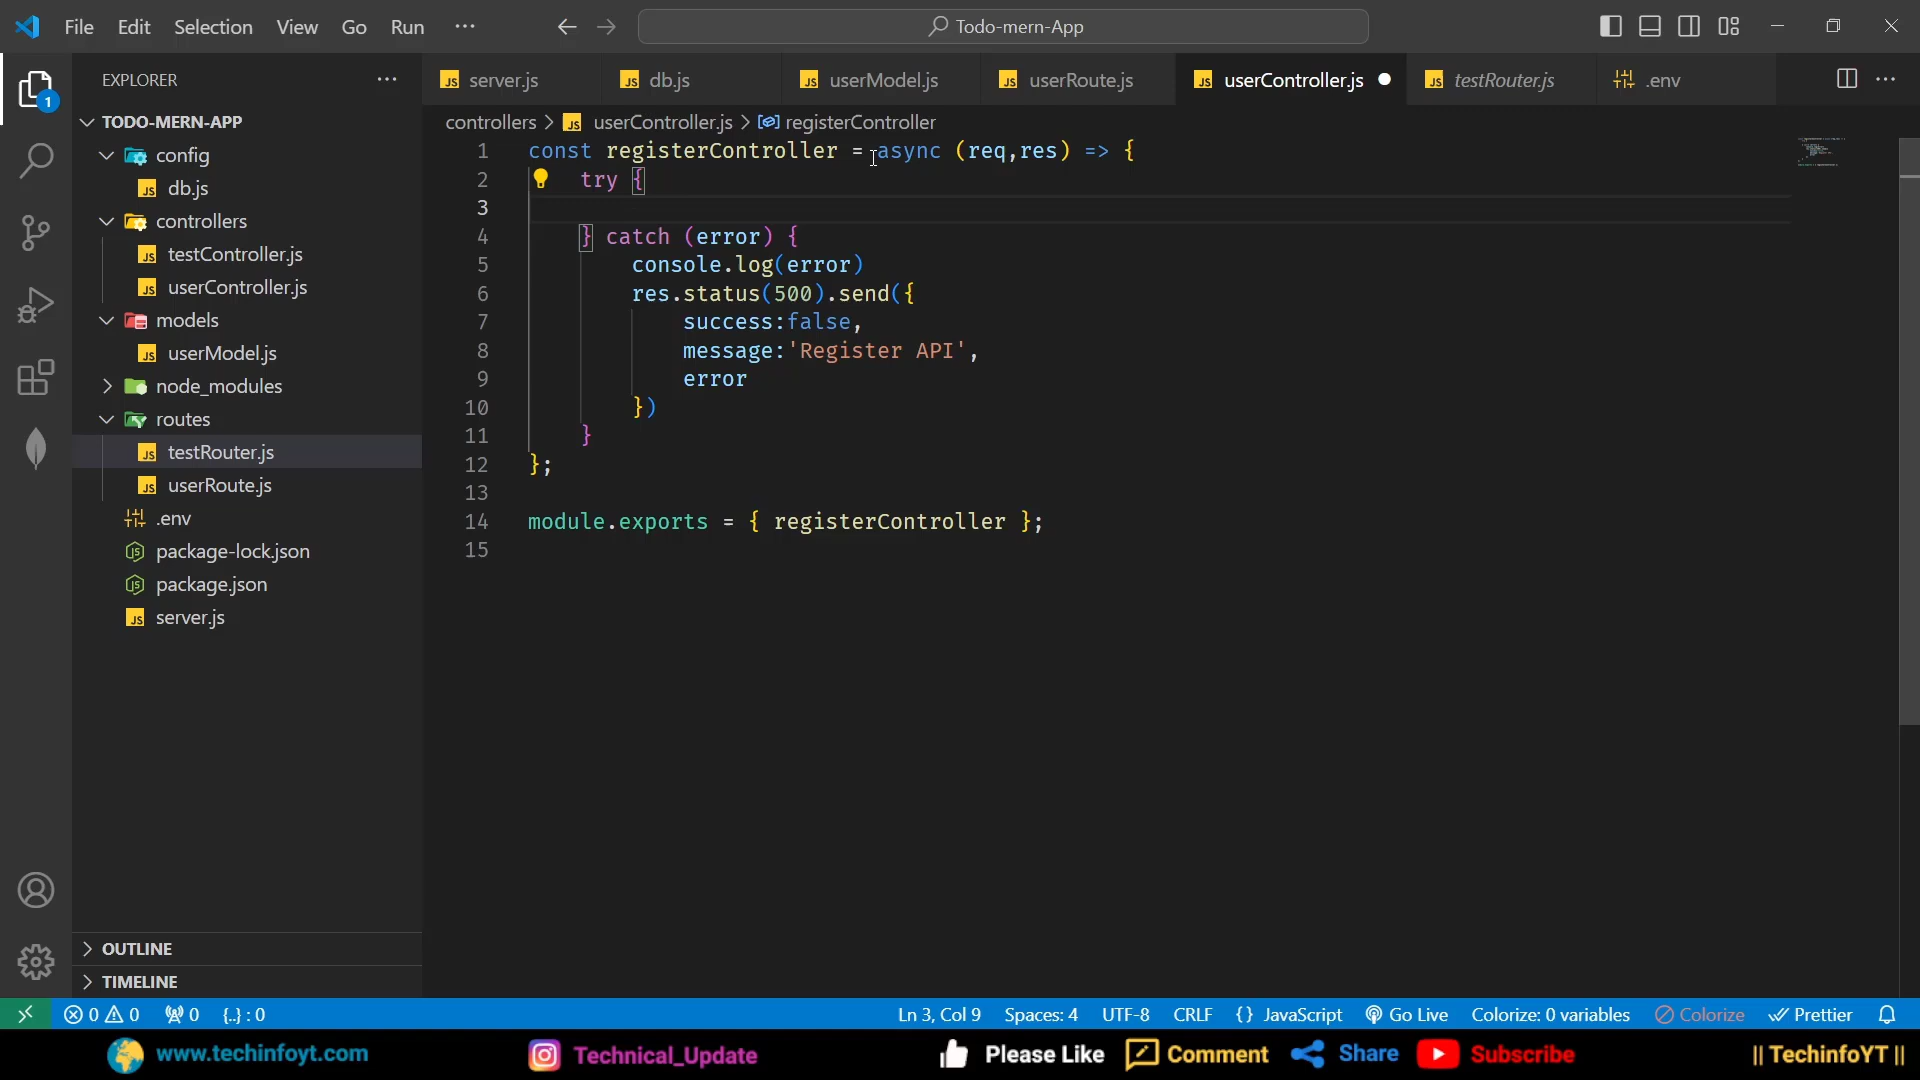 File Edit Selection View Go Run ··· Todo-mern-App
EXPLORER ···
server.js db.js userModel.js userRoute.js userController.js testRouter.js .env
controllers > userController.js > registerController
1
TODO-MERN-APP
config
db.js
controllers
testController.js
userController.js
models
userModel.js
node_modules
routes
testRouter.js
userRoute.js
.env
package-lock.json
package.json
server.js
OUTLINE
TIMELINE
1 const registerController = async (req,res) => {
2 try {
3
4 } catch (error) {
5 console.log(error)
6 res.status(500).send({
7 success:false,
8 message:'Register API',
9 error
10 })
11 }
12 };
13
14 module.exports = { registerController };
15
0 0 0 {..} : 0 Ln 3, Col 9 Spaces: 4 UTF-8 CRLF {} JavaScript Go Live Colorize: 0 variables Colorize Prettier
www.techinfoyt.com Technical_Update Please Like Comment Share Subscribe || TechinfoYT ||